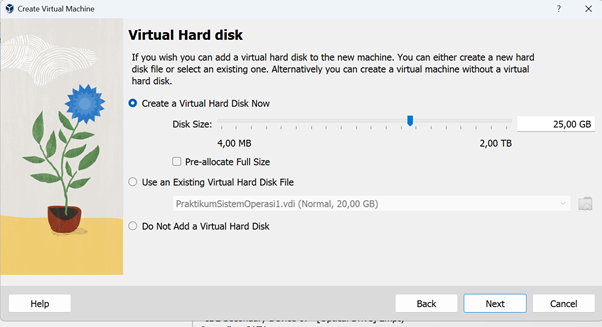 Create Virtual Machine
Virtual Hard disk
If you wish you can add a virtual hard disk to the new machine. You can either create a new hard
disk file or select an existing one. Alternatively you can create a virtual machine without a virtual
hard disk.
Create a Virtual Hard Disk Now
Disk Size:
25,00 GB
4,00 MB
2,00 TB
Pre-allocate Full Size
Use an Existing Virtual Hard Disk File
PraktikumSistemOperasi1.vdi (Normal, 20,00 GB)
Do Not Add a Virtual Hard Disk
Help
Back
Next
Cancel